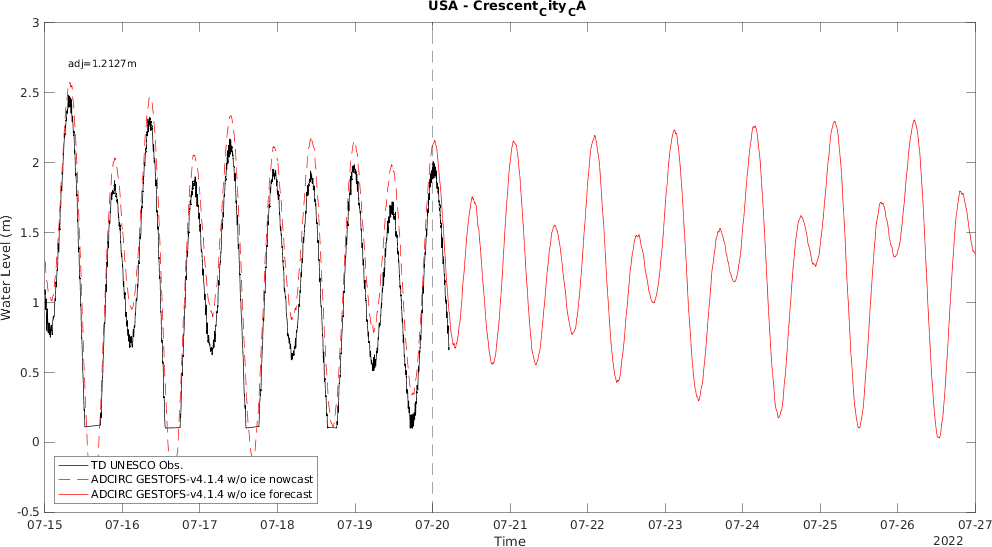 USA - Crescent_City_CA
3
adj=1.2127m
2.5
2
1.5
1
0.5
0
-0.5
Water Level (m)
TD UNESCO Obs.
ADCIRC GESTOFS-v4.1.4 w/o ice nowcast
ADCIRC GESTOFS-v4.1.4 w/o ice forecast
07-15 07-16 07-17 07-18 07-19 07-20 07-21 07-22 07-23 07-24 07-25 07-26 07-27
Time
2022